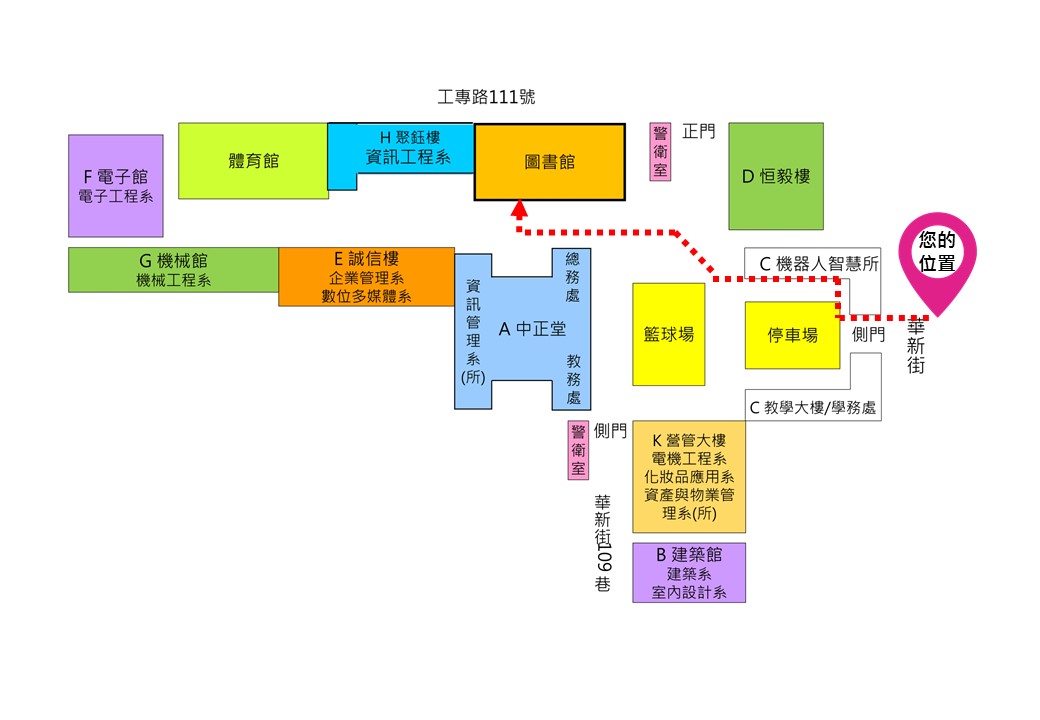 工專路111號
F 電子館
電子工程系
體育館
H 聚鈺樓
資訊工程系
圖書館
警衛室
正門
D 恒毅樓
您的
位置
G 機械館
機械工程系
E 誠信樓
企業管理系
數位多媒體系
資訊管理系(所)
A 中正堂
總務處
教務處
籃球場
C 機器人智慧所
停車場
側門
華新街
C 教學大樓/學務處
警衛室
側門
K 營管大樓
電機工程系
化妝品應用系
資產與物業管
理系(所)
華新街109巷
B 建築館
建築系
室內設計系